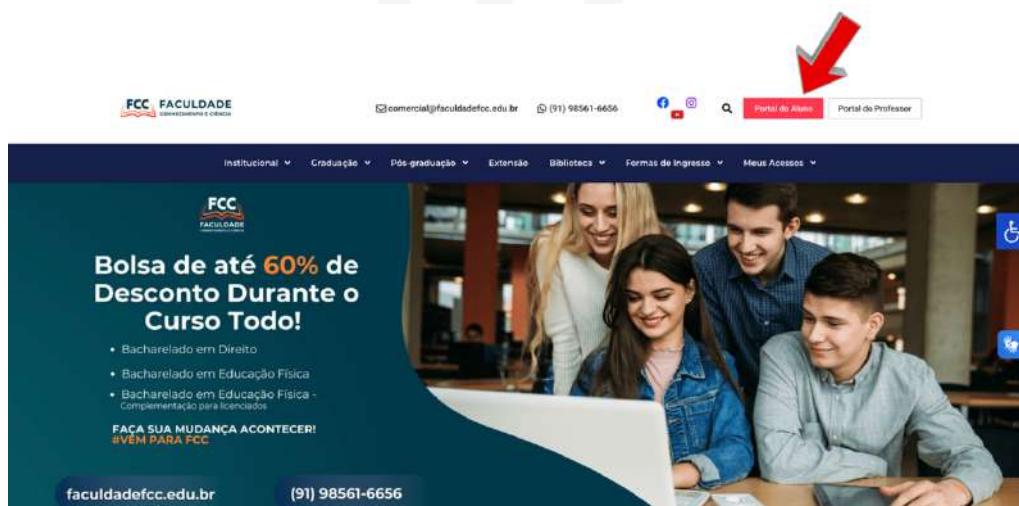 FCC FACULDADE
CONHECIMENTO E CIÊNCIA
comercial@faculdadefcc.edu.br
(91) 98561-6656
Portal do Aluno
Portal de Professor
Institucional
Graduação
Pós-graduação
Extensão
Biblioteca
Formas de Ingresso
Meus Acessos
FCC
FACULDADE
Bolsa de até 60% de
Desconto Durante o
Curso Todo!
• Bacharelado em Direito
• Bacharelado em Educação Física
• Bacharelado em Educação Física -
Complementação para licenciados
FAÇA SUA MUDANÇA ACONTECER!
#VEM PARA FCC
faculdadefcc.edu.br
(91) 98561-6656